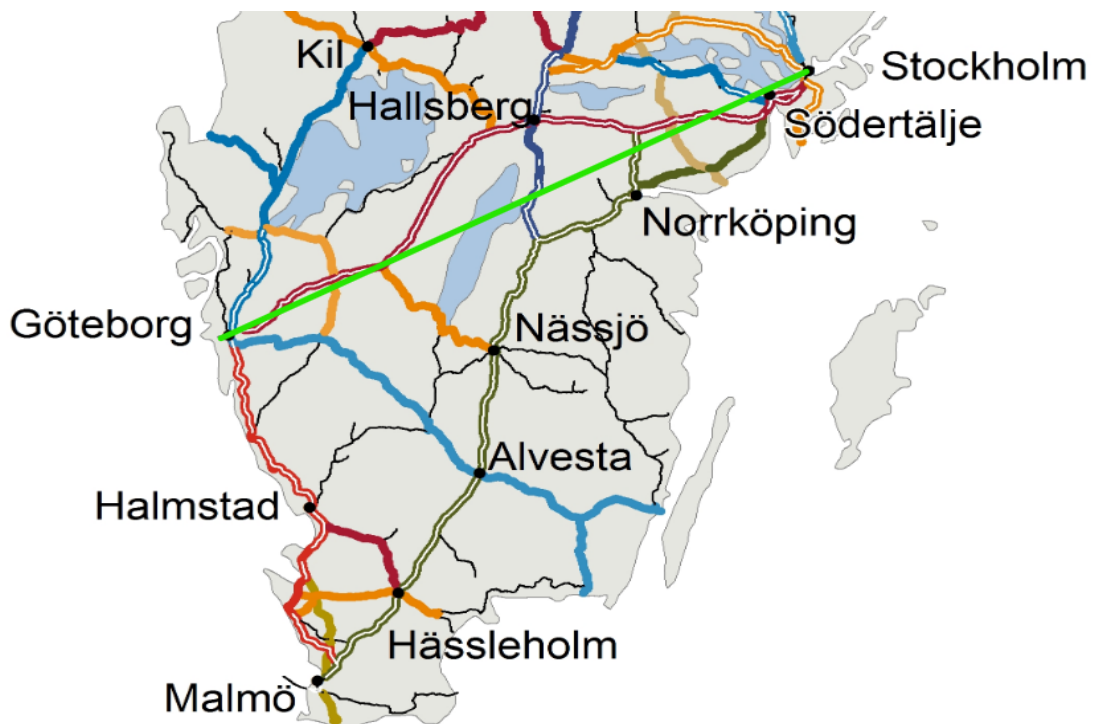 Kil
Stockholm
Hallsberg
Södertälje
Norrköping
Göteborg
Nässjö
Alvesta
Halmstad
Hässleholm
Malmö